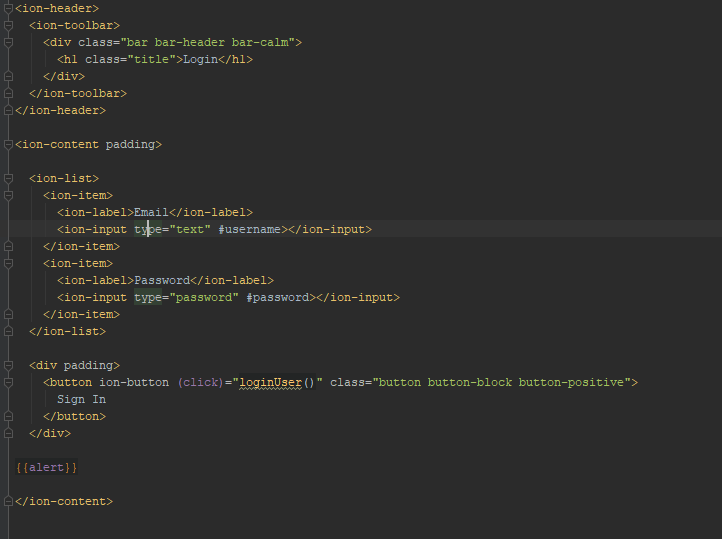 <ion-header>
<ion-toolbar>
<div class="bar bar-header bar-calm">
<h1 class="title">Login</h1>
</div>
</ion-toolbar>
</ion-header>
<ion-content padding>
<ion-list>
<ion-item>
<ion-label>Email</ion-label>
<ion-input type="text" #username></ion-input>
</ion-item>
<ion-item>
<ion-label>Password</ion-label>
<ion-input type="password" #password></ion-input>
</ion-item>
</ion-list>
<div padding>
<button ion-button (click)="loginUser()" class="button button-block button-positive">
Sign In
</button>
</div>
{{alert}}
</ion-content>